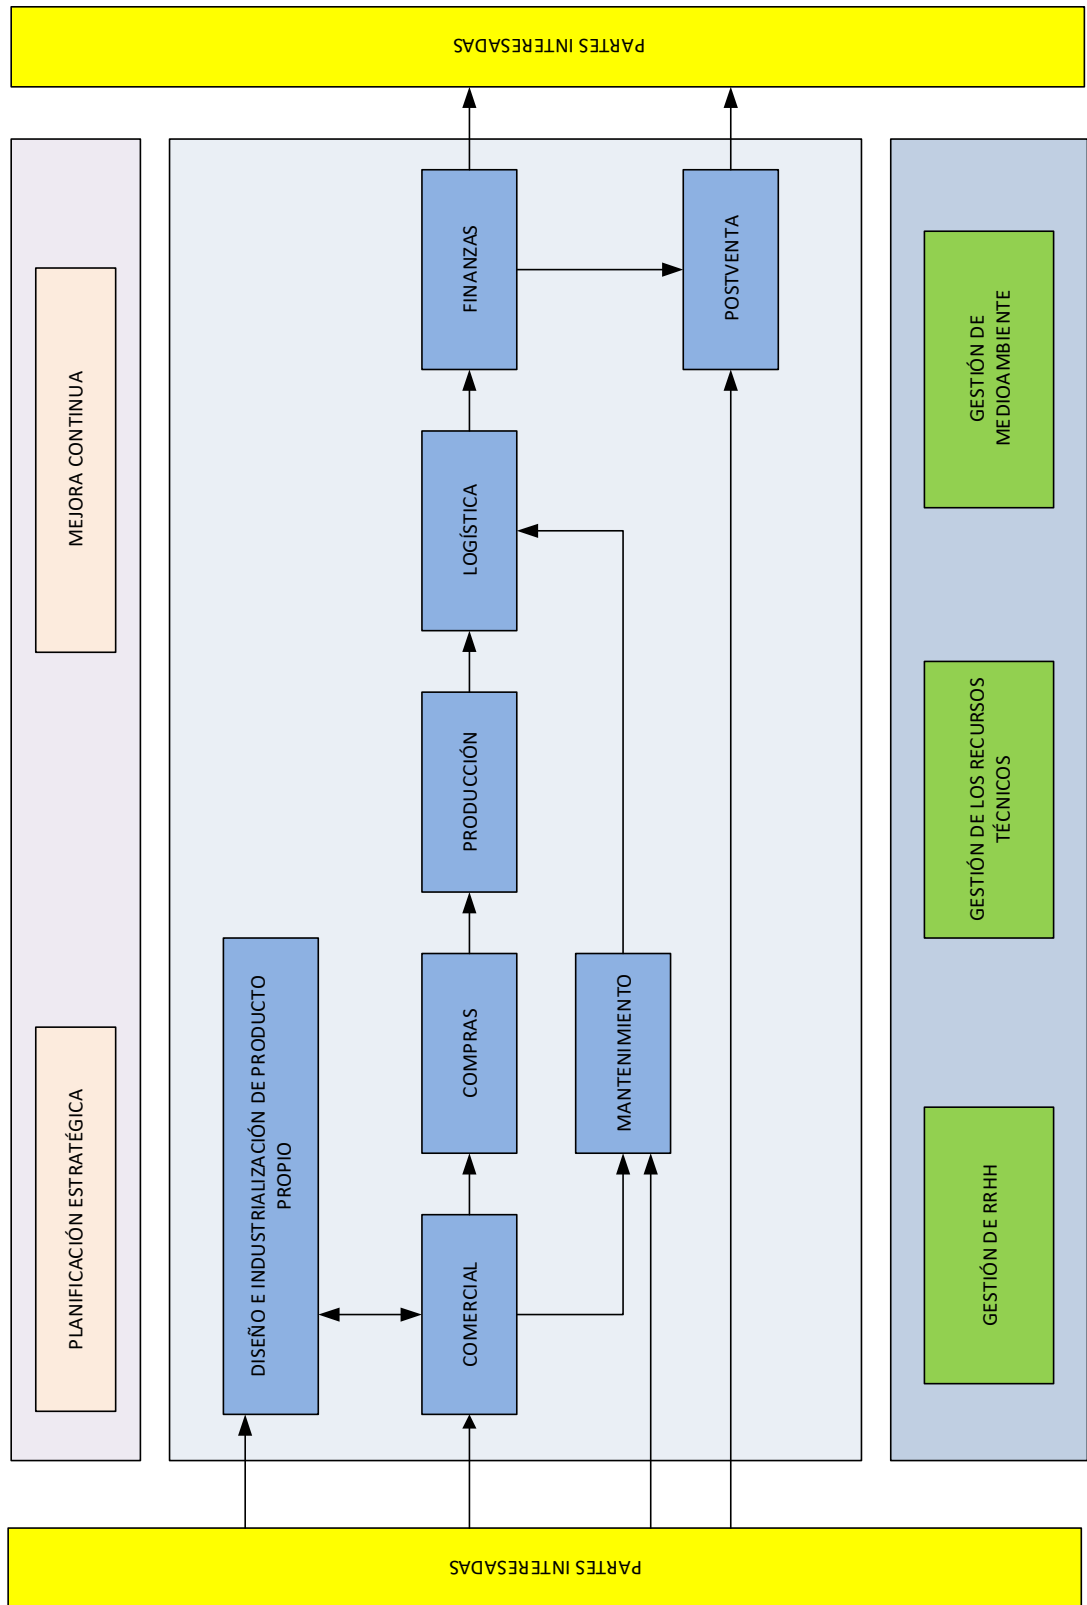 PARTES INTERESADAS
PLANIFICACIÓN ESTRATÉGICA
MEJORA CONTINUA
DISEÑO E INDUSTRIALIZACIÓN DE PRODUCTO
PROPIO
COMERCIAL
COMPRAS
PRODUCCIÓN
LOGÍSTICA
FINANZAS
MANTENIMIENTO
POSTVENTA
GESTIÓN DE RRHH
GESTIÓN DE LOS RECURSOS
TÉCNICOS
GESTIÓN DE
MEDIOAMBIENTE
PARTES INTERESADAS